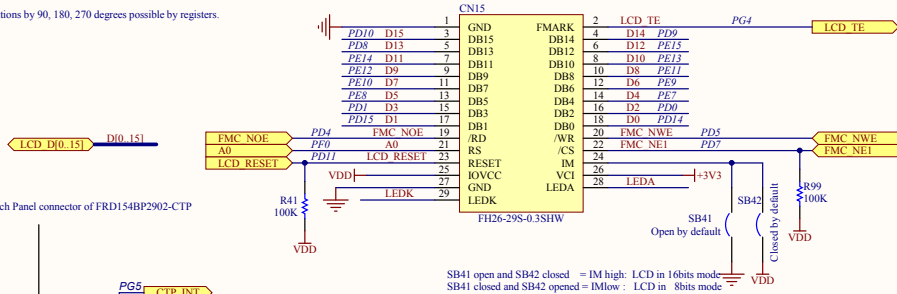 tions by 90, 180, 270 degrees possible by registers.
CN15
1 GND FMARK 2 LCD_TE PG4 LCD_TE
PD10 D15 3 DB15 DB14 4 D14 PD9
PD8 D13 5 DB13 DB12 6 D12 PE15
PE14 D11 7 DB11 DB10 8 D10 PE13
PE12 D9 9 DB9 DB8 10 D8 PE11
PE10 D7 11 DB7 DB6 12 D6 PE9
PE8 D5 13 DB5 DB4 14 D4 PE7
PD1 D3 15 DB3 DB2 16 D2 PD0
PD15 D1 17 DB1 DB0 18 D0 PD14
LCD_D[0..15] D[0..15]
FMC_NOE PD4 FMC_NOE 19 /RD /WR 20 FMC_NWE PD5 FMC_NWE
A0 PF0 A0 21 RS /CS 22 FMC_NE1 PD7 FMC_NE1
LCD_RESET PD11 LCD_RESET 23 RESET IM 24
VDD 25 IOVCC VCI 26 +3V3
27 GND LEDA 28 LEDA
LEDK 29 LEDK
FH26-29S-0.3SHW
R41
100K
VDD
ch Panel connector of FRD154BP2902-CTP
SB41
Open by default
SB42
Closed by default
VDD
R99
100K
VDD
SB41 open and SB42 closed = IM high: LCD in 16bits mode
SB41 closed and SB42 opened = IMlow : LCD in 8bits mode
PG5 CTP_INT